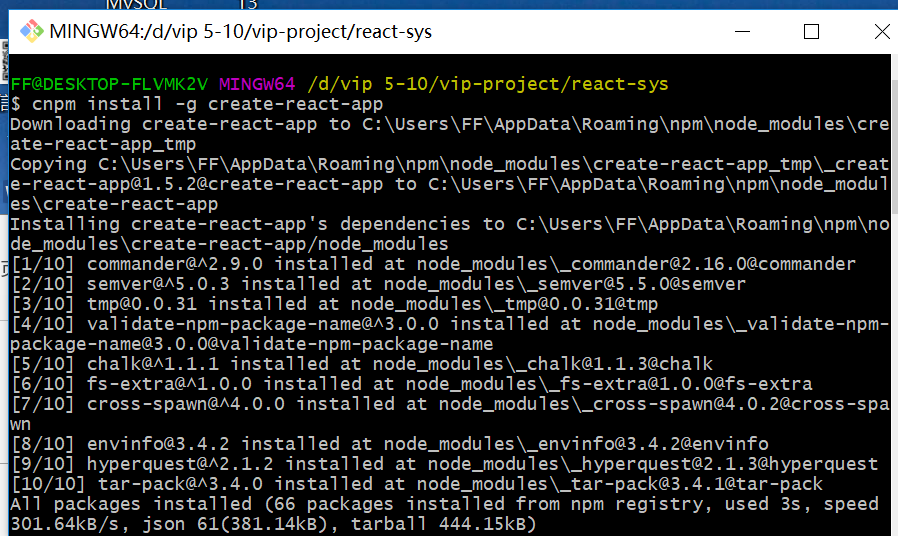 MINGW64:/d/vip 5-10/vip-project/react-sys
FF@DESKTOP-FLVMK2V MINGW64 /d/vip 5-10/vip-project/react-sys
$ cnpm install -g create-react-app
Downloading create-react-app to C:\Users\FF\AppData\Roaming\npm\node_modules\cre
ate-react-app_tmp
Copying C:\Users\FF\AppData\Roaming\npm\node_modules\create-react-app_tmp\_creat
e-react-app@1.5.2@create-react-app to C:\Users\FF\AppData\Roaming\npm\node_modul
es\create-react-app
Installing create-react-app's dependencies to C:\Users\FF\AppData\Roaming\npm\no
de_modules\create-react-app/node_modules
[1/10] commander@^2.9.0 installed at node_modules\_commander@2.16.0@commander
[2/10] semver@^5.0.3 installed at node_modules\_semver@5.5.0@semver
[3/10] tmp@0.0.31 installed at node_modules\_tmp@0.0.31@tmp
[4/10] validate-npm-package-name@^3.0.0 installed at node_modules\_validate-npm-
package-name@3.0.0@validate-npm-package-name
[5/10] chalk@^1.1.1 installed at node_modules\_chalk@1.1.3@chalk
[6/10] fs-extra@^1.0.0 installed at node_modules\_fs-extra@1.0.0@fs-extra
[7/10] cross-spawn@^4.0.0 installed at node_modules\_cross-spawn@4.0.2@cross-spa
wn
[8/10] envinfo@3.4.2 installed at node_modules\_envinfo@3.4.2@envinfo
[9/10] hyperquest@^2.1.2 installed at node_modules\_hyperquest@2.1.3@hyperquest
[10/10] tar-pack@^3.4.0 installed at node_modules\_tar-pack@3.4.1@tar-pack
All packages installed (66 packages installed from npm registry, used 3s, speed
301.64kB/s, json 61(381.14kB), tarball 444.15kB)